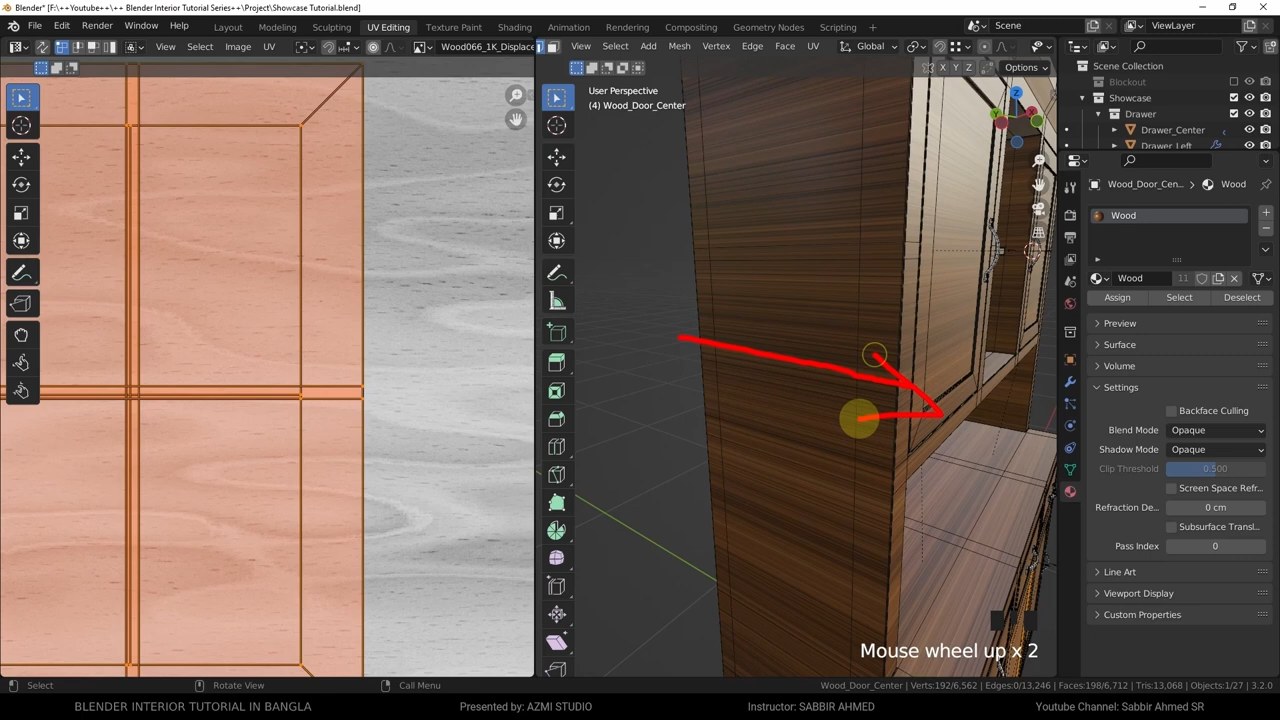 Blender* [F:\++Youtube++\++ Blender Interior Tutorial Series++\Project\Showcase Tutorial.blend]
File Edit Render Window Help Layout Modeling Sculpting UV Editing Texture Paint Shading Animation Rendering Compositing Geometry Nodes Scripting Scene ViewLayer
View Select Image UV Wood066_1K_Displace View Select Add Mesh Vertex Edge Face UV Global
X Y Z Options
Scene Collection
Blockout
Showcase
Drawer
Drawer_Center
Drawer_Left
User Perspective
(4) Wood_Door_Center
Z
Y
X
Wood_Door_Cen... Wood
Wood
Wood 11
Assign Select Deselect
Preview
Surface
Volume
Settings
Backface Culling
Blend Mode Opaque
Shadow Mode Opaque
Clip Threshold 0.500
Screen Space Refr...
Refraction De... 0 cm
Subsurface Transl...
Pass Index 0
Line Art
Viewport Display
Custom Properties
Mouse wheel up x 2
Select Rotate View Call Menu Wood_Door_Center | Verts:192/6,562 | Edges:0/13,246 | Faces:198/6,712 | Tris:13,068 | Objects:1/27 | 3.2.0
BLENDER INTERIOR TUTORIAL IN BANGLA Presented by: AZMI STUDIO Instructor: SABBIR AHMED Youtube Channel: Sabbir Ahmed SR